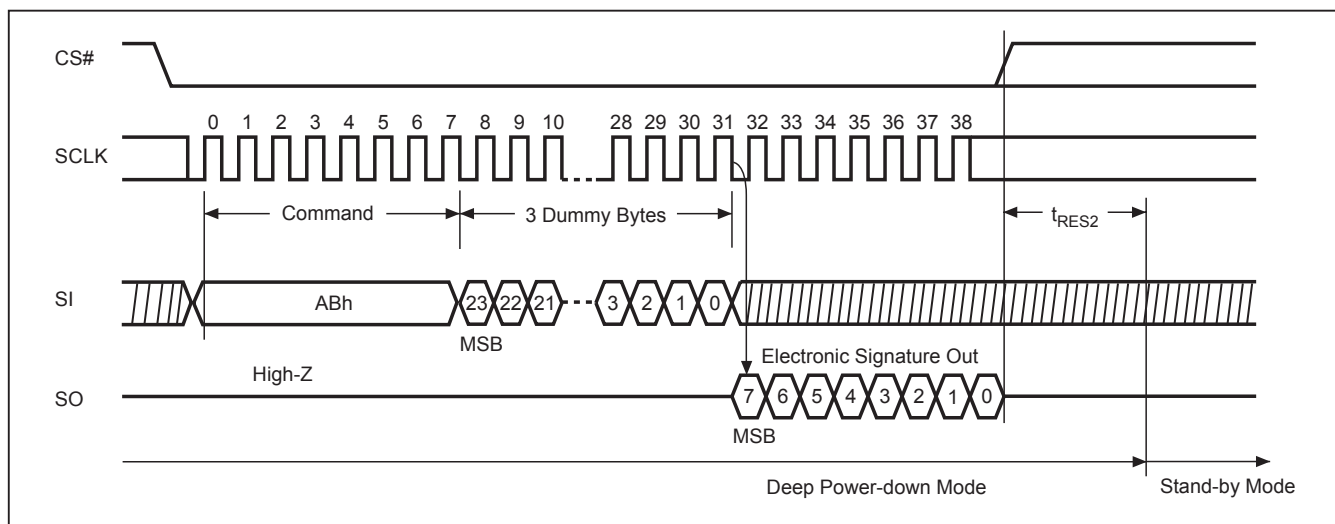 CS#
0 1 2 3 4 5 6 7 8 9 10 28 29 30 31 32 33 34 35 36 37 38
SCLK
Command 3 Dummy Bytes tRES2
SI ABh 23 22 21 3 2 1 0
MSB
High-Z Electronic Signature Out
SO 7 6 5 4 3 2 1 0
MSB
Deep Power-down Mode Stand-by Mode